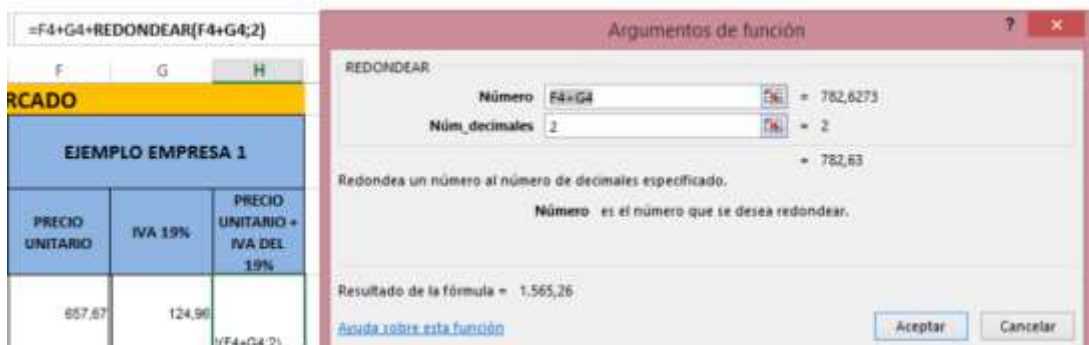 =F4+G4+REDONDEAR(F4+G4;2)
F G H
RCADO
EJEMPLO EMPRESA 1
PRECIO UNITARIO
IVA 19%
PRECIO UNITARIO + IVA DEL 19%
657,67 124,96
!(F4+G4;2)
Argumentos de función ? ×
REDONDEAR
Número F4+G4 = 782,6273
Núm_decimales 2 = 2
= 782,63
Redondea un número al número de decimales especificado.
Número es el número que se desea redondear.
Resultado de la fórmula = 1.565,26
Ayuda sobre esta función
Aceptar Cancelar